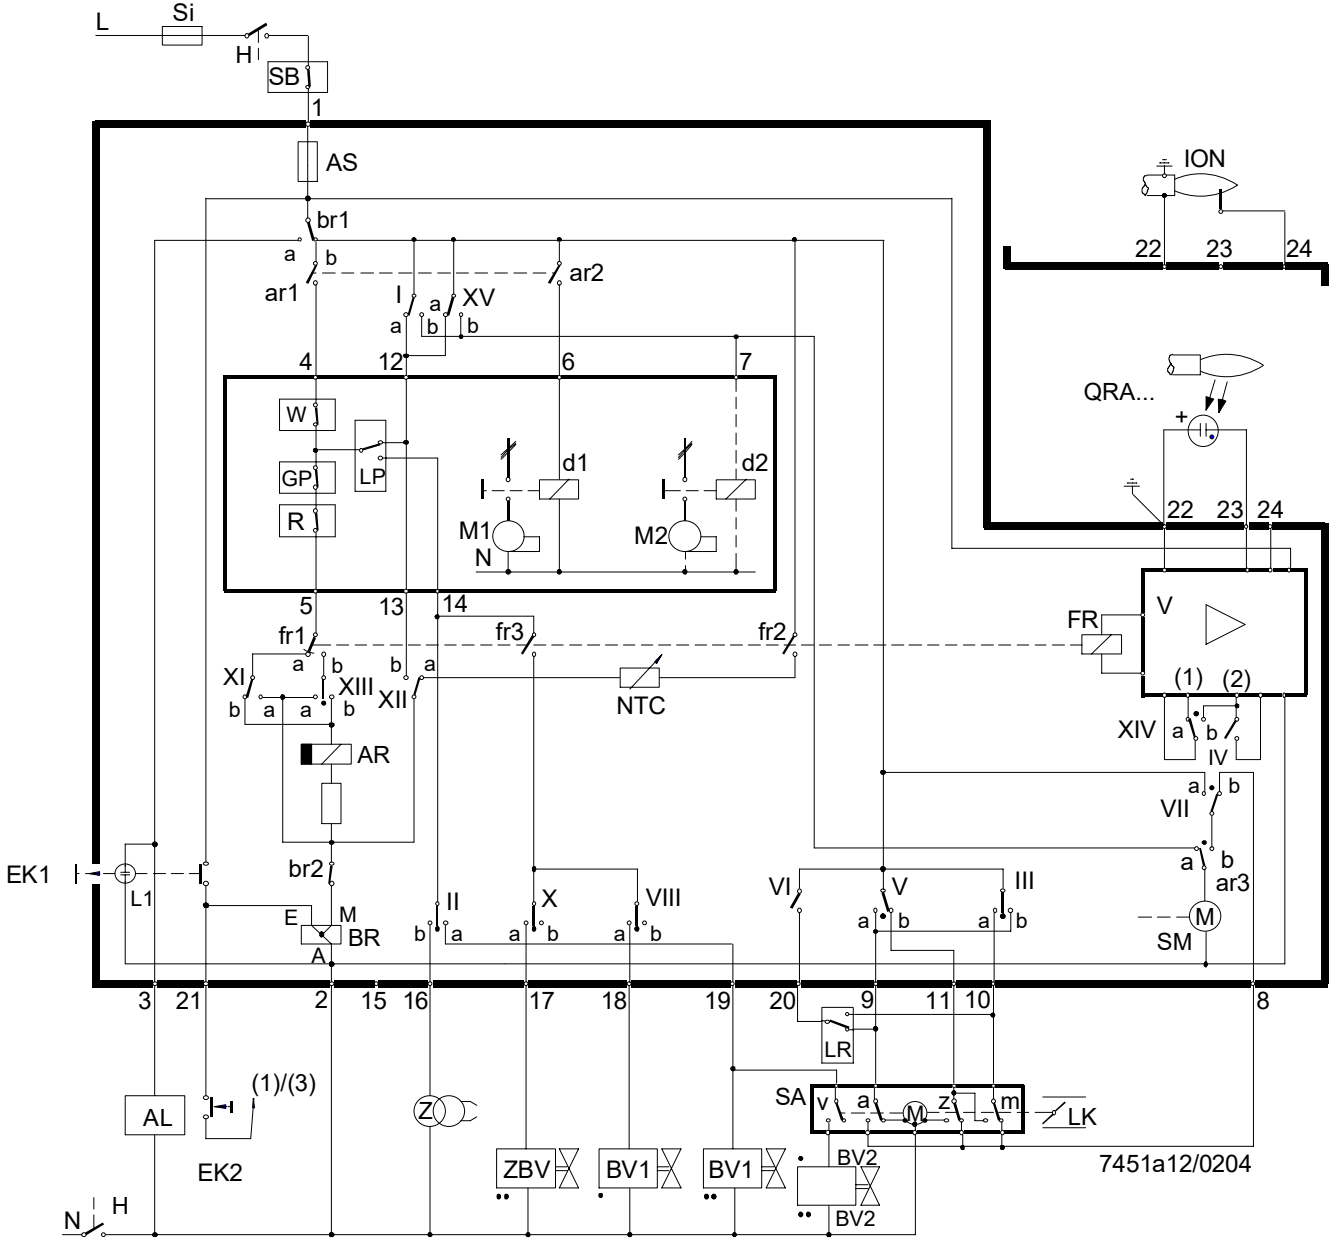 L Si
H
SB
1
AS
ION
br1
22 23 24
a b
ar1 ar2
I a XV
a b b
4 12 6 7
QRA...
+
W
GP LP
R
d1 d2
M1 M2
N
22 23 24
5 13 14
V
FR
fr1 fr3 fr2
a b b a
XI XIII XII
b a a b
NTC
(1) (2)
XIV a b IV
AR
a b
VII
EK1
L1
br2
a b
ar3
E M
BR
A
II X VIII
b a a b a b
VI V III
a b a b
M
SM
3 21 2 15 16 17 18 19 20 9 11 10 8
LR
AL
(1)/(3)
EK2
Z
SA v a M z m LK
ZBV BV1 BV1
BV2
BV2
7451a12/0204
N H